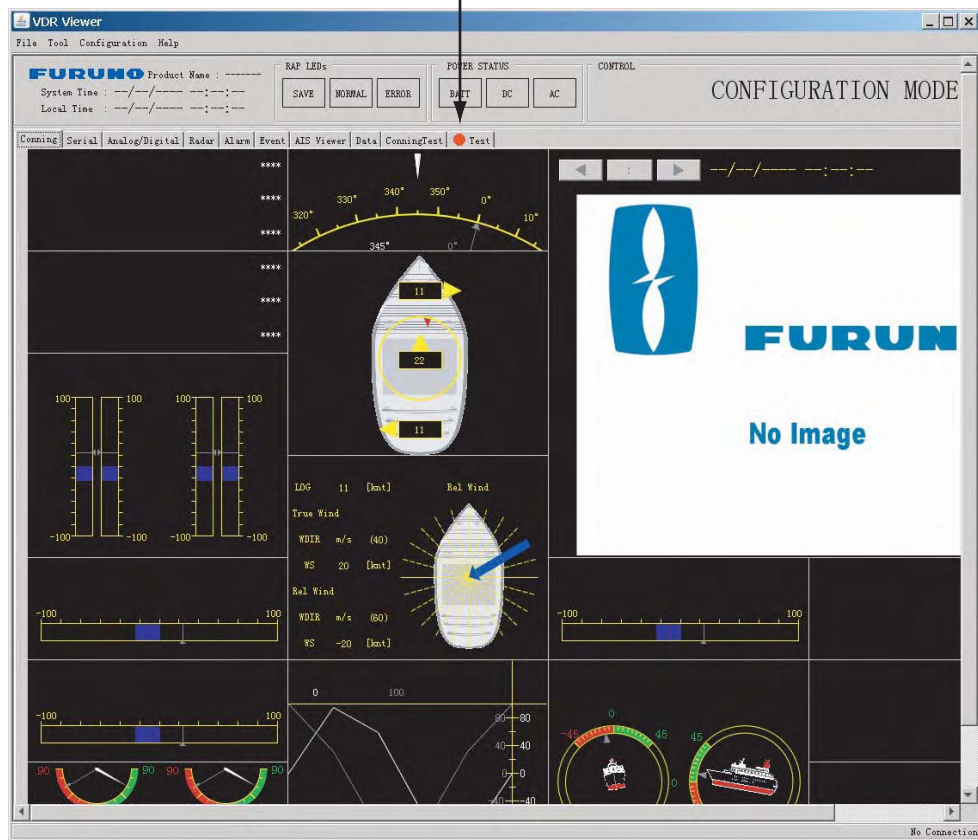 VDR Viewer
File Tool Configuration Help
FURUNO Product Name : -------
System Time : --/--/---- --:--:--
Local Time : --/--/---- --:--:--
RAP LEDs
SAVE NORMAL ERROR
POWER STATUS
BATT DC AC
CONTROL
CONFIGURATION MODE
Conning Serial Analog/Digital Radar Alarm Event AIS Viewer Data ConningTest Test
****
****
****
****
****
****
320° 330° 340° 350° 0° 10°
345° 0°
11
22
11
1 --/--/---- --:--:--
FURUN
No Image
100 100 100 100
-100 -100 -100 -100
LOG 11 [knt]
True Wind
WDIR m/s (40)
WS 20 [knt]
Rel Wind
WDIR m/s (60)
WS -20 [knt]
Rel Wind
-100 100
-100 100
-100 100
90 90 90 90
0 100
80 80
40 40
0 0
-40 -40
-45 0 45
45 0
No Connection